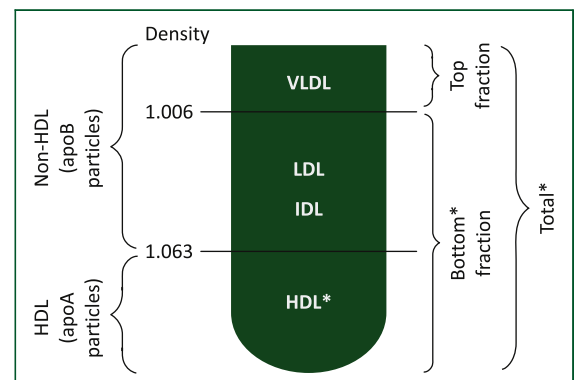 Density
VLDL
1.006
LDL
IDL
1.063
HDL*
Non-HDL
(apoB
particles)
HDL
(apoA
particles)
Top
fraction
Bottom*
fraction
Total*